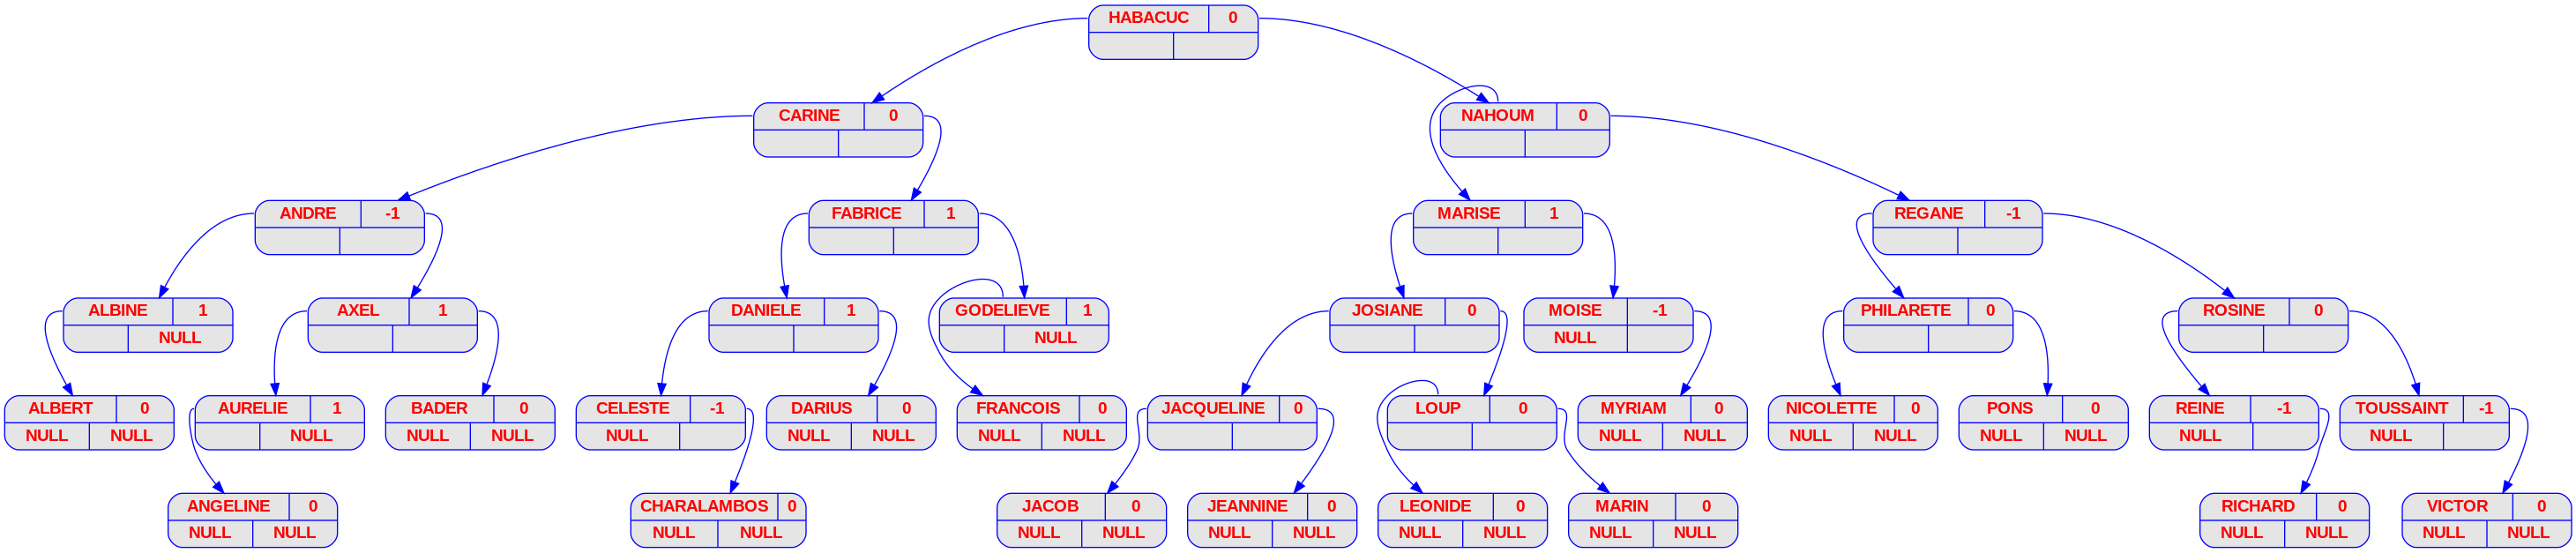 HABACUC 0
CARINE 0
NAHOUM 0
ANDRE -1
FABRICE 1
MARISE 1
REGANE -1
ALBINE 1
NULL
AXEL 1
DANIELE 1
GODELIEVE 1
NULL
JOSIANE 0
MOISE -1
NULL
PHILARETE 0
ROSINE 0
ALBERT 0
NULL NULL
AURELIE 1
NULL
BADER 0
NULL NULL
CELESTE -1
NULL
DARIUS 0
NULL NULL
FRANCOIS 0
NULL NULL
JACQUELINE 0
LOUP 0
MYRIAM 0
NULL NULL
NICOLETTE 0
NULL NULL
PONS 0
NULL NULL
REINE -1
NULL
TOUSSAINT -1
NULL
ANGELINE 0
NULL NULL
CHARALAMBOS 0
NULL NULL
JACOB 0
NULL NULL
JEANNINE 0
NULL NULL
LEONIDE 0
NULL NULL
MARIN 0
NULL NULL
RICHARD 0
NULL NULL
VICTOR 0
NULL NULL